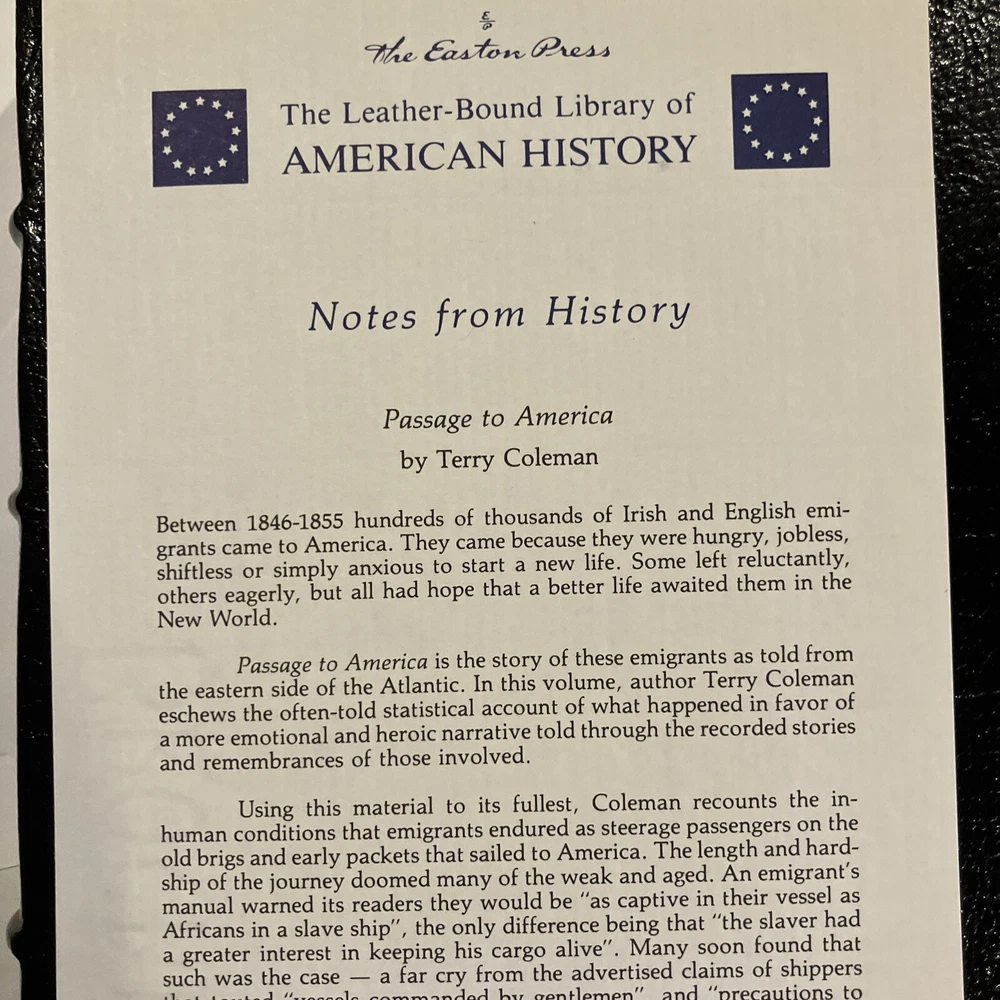 E
P
The Easton Press
The Leather-Bound Library of
AMERICAN HISTORY
Notes from History
Passage to America
by Terry Coleman
Between 1846-1855 hundreds of thousands of Irish and English emi-
grants came to America. They came because they were hungry, jobless,
shiftless or simply anxious to start a new life. Some left reluctantly,
others eagerly, but all had hope that a better life awaited them in the
New World.
Passage to America is the story of these emigrants as told from
the eastern side of the Atlantic. In this volume, author Terry Coleman
eschews the often-told statistical account of what happened in favor of
a more emotional and heroic narrative told through the recorded stories
and remembrances of those involved.
Using this material to its fullest, Coleman recounts the in-
human conditions that emigrants endured as steerage passengers on the
old brigs and early packets that sailed to America. The length and hard-
ship of the journey doomed many of the weak and aged. An emigrant's
manual warned its readers they would be "as captive in their vessel as
Africans in a slave ship", the only difference being that "the slaver had
a greater interest in keeping his cargo alive". Many soon found that
such was the case — a far cry from the advertised claims of shippers
that touted "vessels commanded by gentlemen", and "precautions to